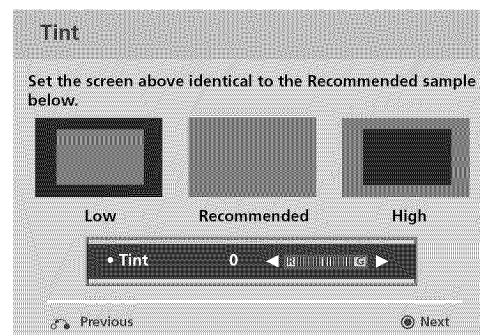 Tint
Set the screen above identical to the Recommended sample
below.
Low Recommended High
• Tint 0 ◀ R G ▶
Previous Next